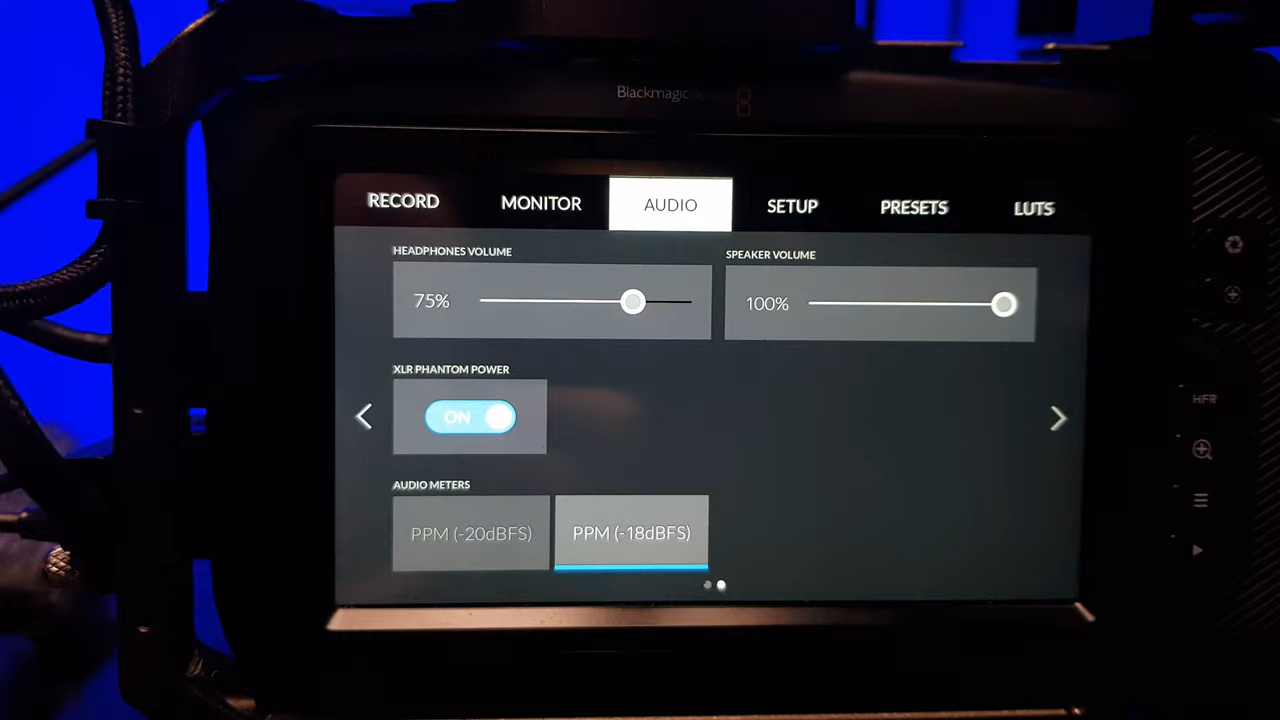 Blackmagic
RECORD MONITOR AUDIO SETUP PRESETS LUTS
HEADPHONES VOLUME SPEAKER VOLUME
75% 100%
XLR PHANTOM POWER
ON
AUDIO METERS
PPM (-20dBFS) PPM (-18dBFS)
HFR